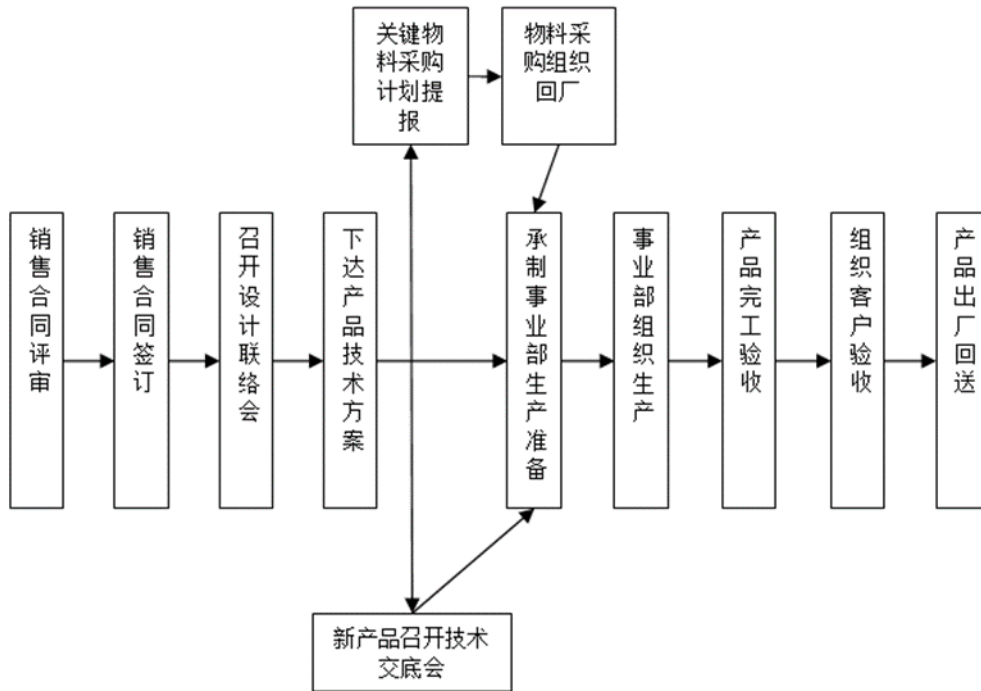 关键物
料采购
计划提
报
物料采
购组织
回厂
销售合同评审
销售合同签订
召开设计联络会
下达产品技术方案
承制事业部生产准备
事业部组织生产
产品完工验收
组织客户验收
产品出厂回送
新产品召开技术
交底会